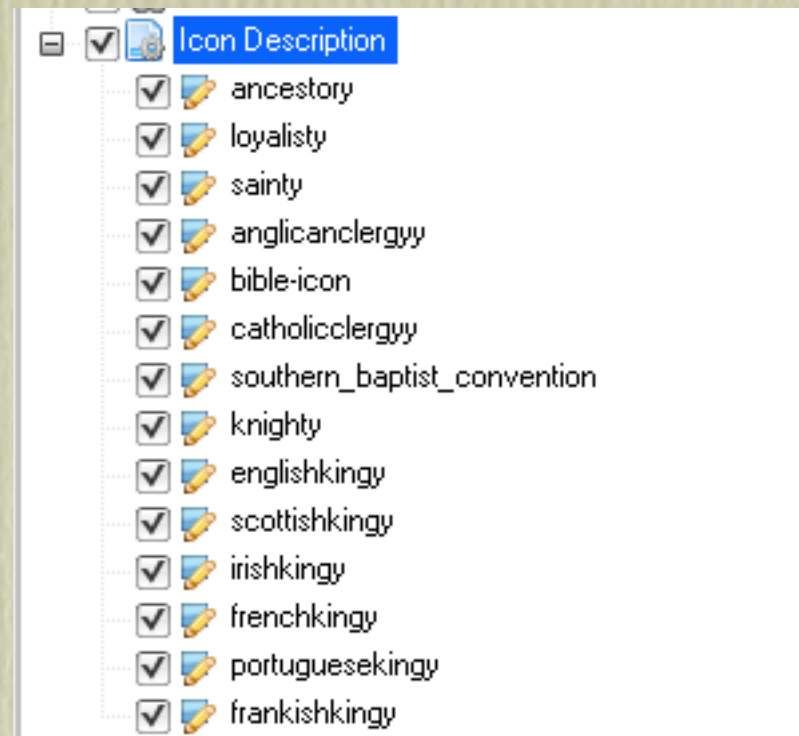 Icon Description
ancestory
loyalisty
sainty
anglicanclergyy
bible-icon
catholicclergyy
southern_baptist_convention
knighty
englishkingy
scottishkingy
irishkingy
frenchkingy
portuguesekingy
frankishkingy